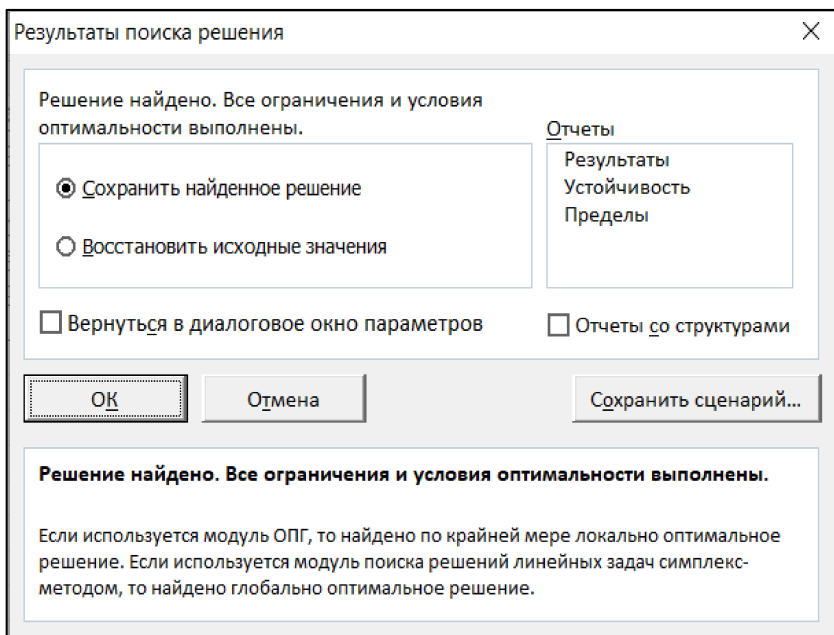 Результаты поиска решения
Решение найдено. Все ограничения и условия
оптимальности выполнены.
Отчеты
Результаты
Устойчивость
Пределы
Сохранить найденное решение
Восстановить исходные значения
Вернуться в диалоговое окно параметров
Отчеты со структурами
ОК
Отмена
Сохранить сценарий...
Решение найдено. Все ограничения и условия оптимальности выполнены.
Если используется модуль ОПГ, то найдено по крайней мере локально оптимальное
решение. Если используется модуль поиска решений линейных задач симплекс-
методом, то найдено глобально оптимальное решение.